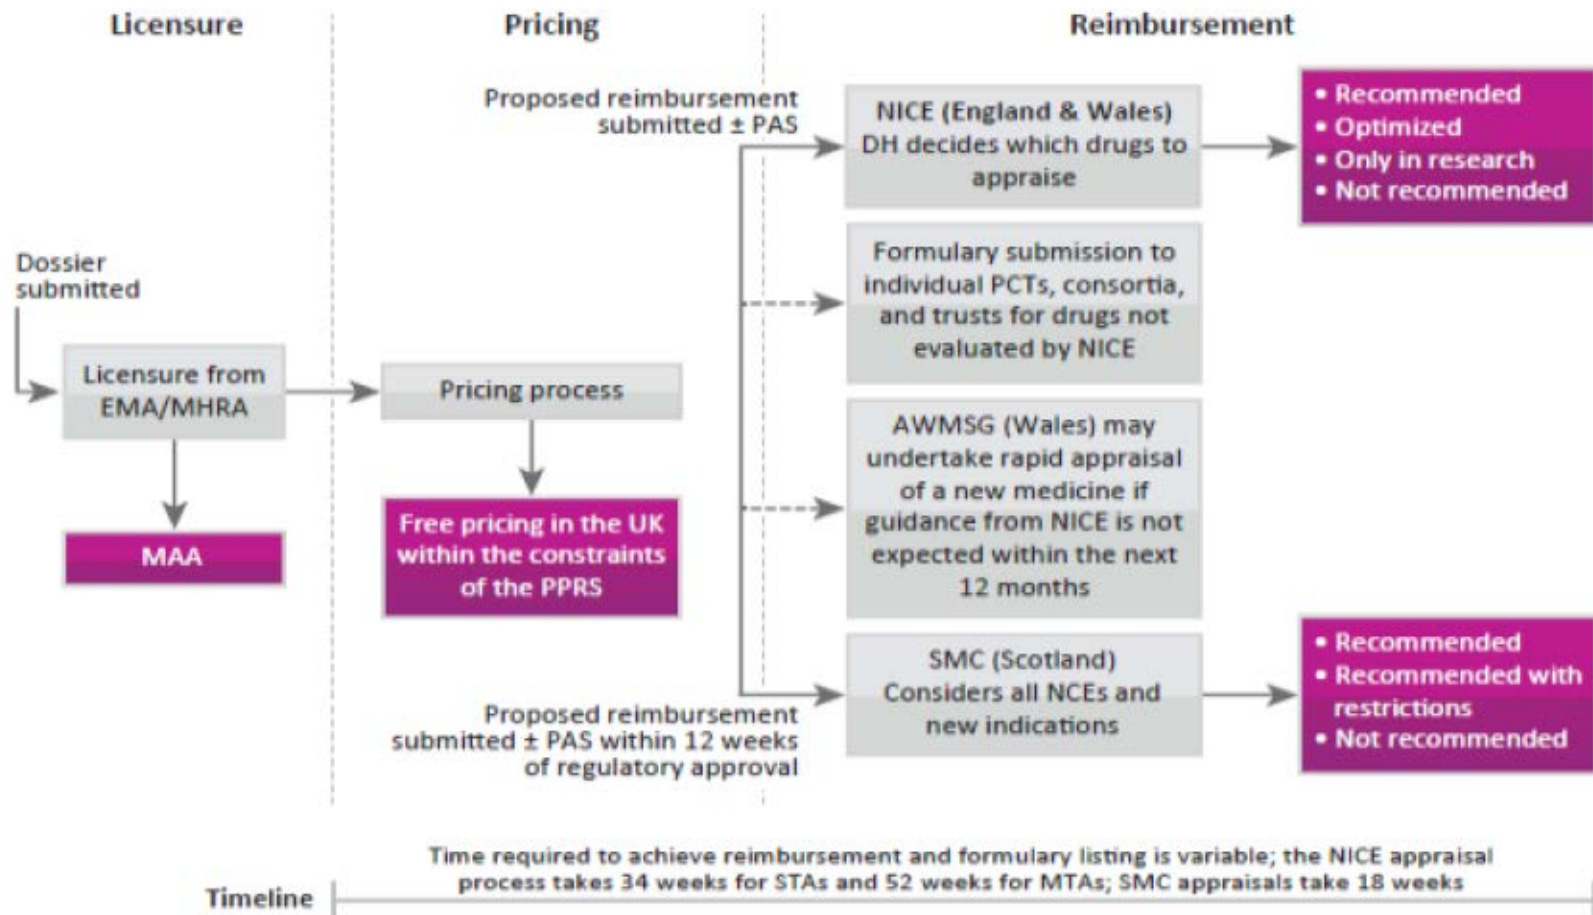 Licensure
Pricing
Reimbursement
Dossier
submitted
Licensure from
EMA/MHRA
MAA
Pricing process
Free pricing in the UK
within the constraints
of the PPRS
Proposed reimbursement
submitted ± PAS
NICE (England & Wales)
DH decides which drugs to
appraise
• Recommended
• Optimized
• Only in research
• Not recommended
Formulary submission to
individual PCTs, consortia,
and trusts for drugs not
evaluated by NICE
AWMSG (Wales) may
undertake rapid appraisal
of a new medicine if
guidance from NICE is not
expected within the next
12 months
Proposed reimbursement
submitted ± PAS within 12 weeks
of regulatory approval
SMC (Scotland)
Considers all NCEs and
new indications
• Recommended
• Recommended with
restrictions
• Not recommended
Time required to achieve reimbursement and formulary listing is variable; the NICE appraisal
process takes 34 weeks for STAs and 52 weeks for MTAs; SMC appraisals take 18 weeks
Timeline